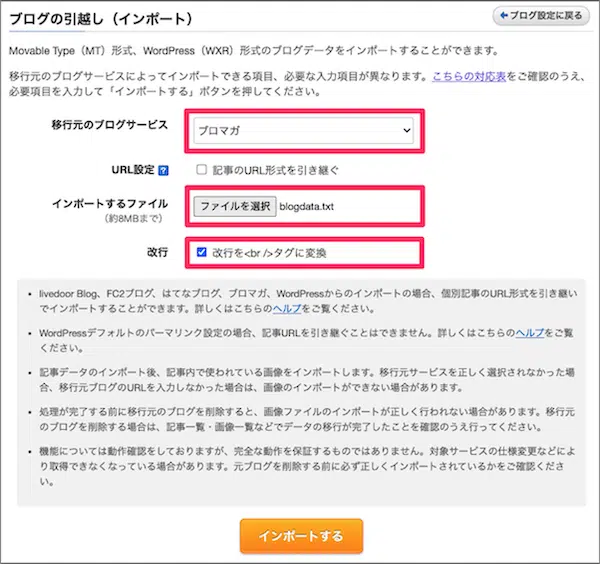 ブログの引越し（インポート）
ブログ設定に戻る
Movable Type（MT）形式、WordPress（WXR）形式のブログデータをインポートすることができます。
移行元のブログサービスによってインポートできる項目、必要な入力項目が異なります。こちらの対応表をご確認のうえ、
必要項目を入力して「インポートする」ボタンを押してください。
移行元のブログサービス
ブロマガ
URL設定 ?
記事のURL形式を引き継ぐ
インポートするファイル
（約8MBまで）
ファイルを選択 blogdata.txt
改行
改行を<br />タグに変換
• livedoor Blog、FC2ブログ、はてなブログ、ブロマガ、WordPressからのインポートの場合、個別記事のURL形式を引き継い
でインポートすることができます。詳しくはこちらのヘルプをご覧ください。
• WordPressデフォルトのパーマリンク設定の場合、記事URLを引き継ぐことはできません。詳しくはこちらのヘルプをご覧
ください。
• 記事データのインポート後、記事内で使われている画像をインポートします。移行元サービスを正しく選択されなかった場
合、移行元ブログのURLを入力しなかった場合は、画像のインポートができない場合があります。
• 処理が完了する前に移行元のブログを削除すると、画像ファイルのインポートが正しく行われない場合があります。移行元
のブログを削除する場合は、記事一覧・画像一覧などでデータの移行が完了したことを確認のうえ行ってください。
• 機能については動作確認をしておりますが、完全な動作を保証するものではありません。対象サービスの仕様変更などによ
り取得できなくなっている場合があります。元ブログを削除する前に必ず正しくインポートされているかをご確認くださ
い。
インポートする